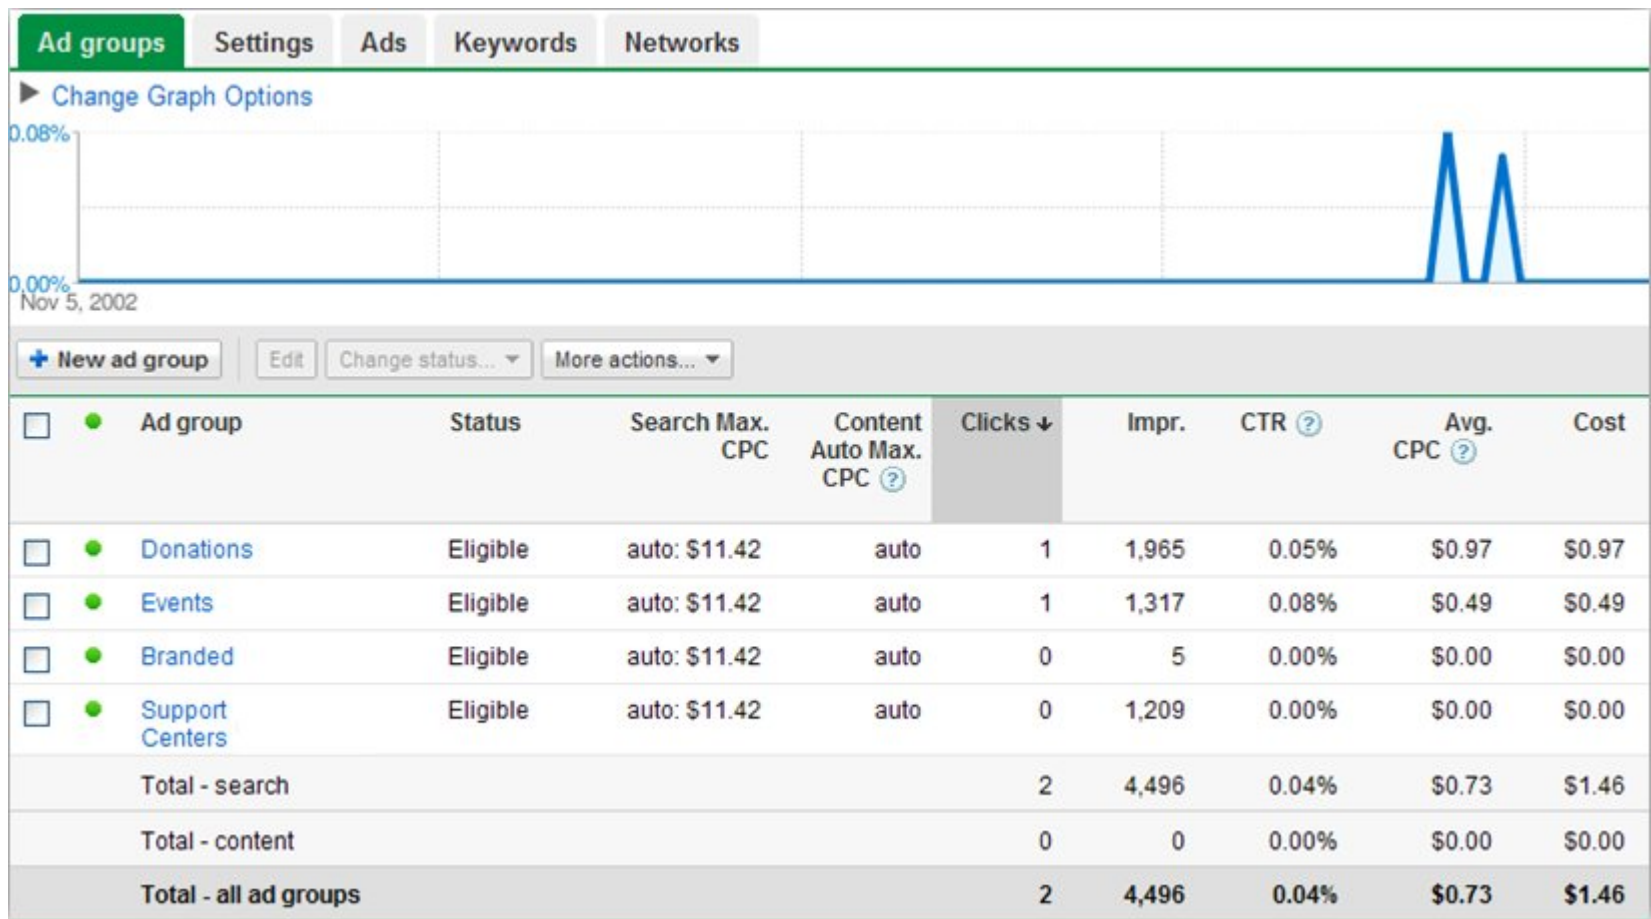 Ad groups Settings Ads Keywords Networks
Change Graph Options
0.08%
0.00%
Nov 5, 2002
New ad group Edit Change status... More actions...
Ad group Status Search Max. CPC Content Auto Max. CPC ? Clicks ↓ Impr. CTR ? Avg. CPC ? Cost
Donations Eligible auto: $11.42 auto 1 1,965 0.05% $0.97 $0.97
Events Eligible auto: $11.42 auto 1 1,317 0.08% $0.49 $0.49
Branded Eligible auto: $11.42 auto 0 5 0.00% $0.00 $0.00
Support Centers Eligible auto: $11.42 auto 0 1,209 0.00% $0.00 $0.00
Total - search 2 4,496 0.04% $0.73 $1.46
Total - content 0 0 0.00% $0.00 $0.00
Total - all ad groups 2 4,496 0.04% $0.73 $1.46